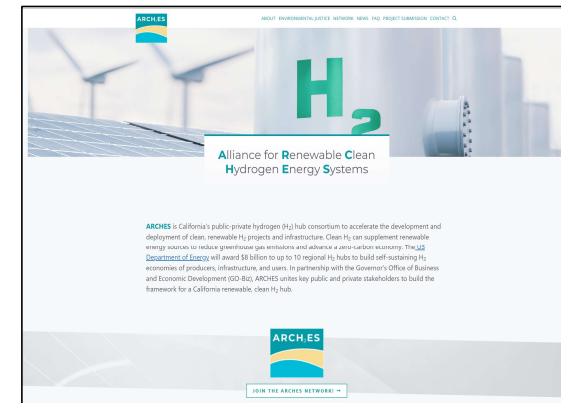 ARCH₂ES
ABOUT ENVIRONMENTAL JUSTICE NETWORK NEWS FAQ PROJECT SUBMISSION CONTACT
H₂
Alliance for Renewable Clean
Hydrogen Energy Systems
ARCHES is California's public-private hydrogen (H₂) hub consortium to accelerate the development and
deployment of clean, renewable H₂ projects and infrastructure. Clean H₂ can supplement renewable
energy sources to reduce greenhouse gas emissions and advance a zero-carbon economy. The US
Department of Energy will award $8 billion to up to 10 regional H₂ hubs to build self-sustaining H₂
economies of producers, infrastructure, and users. In partnership with the Governor's Office of Business
and Economic Development (GO-Biz), ARCHES unites key public and private stakeholders to build the
framework for a California renewable, clean H₂ hub.
ARCH₂ES
JOIN THE ARCHES NETWORK! →